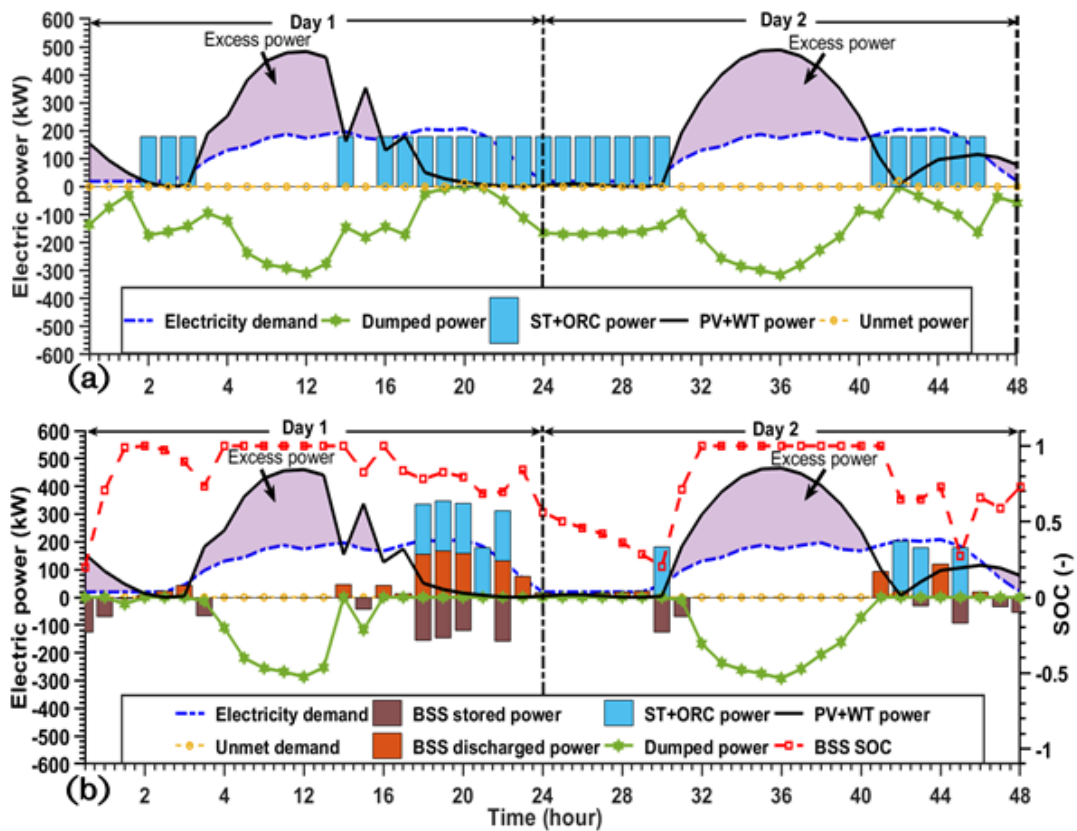 600
500
400
300
200
100
0
-100
-200
-300
-400
-500
-600
Electric power (kW)
Day 1
Day 2
Excess power
Excess power
Electricity demand Dumped power ST+ORC power PV+WT power Unmet power
(a)
2 4 12 16 20 24 28 32 36 40 44 48
600
500
400
300
200
100
0
-100
-200
-300
-400
-500
-600
Electric power (kW)
Day 1
Day 2
Excess power
Excess power
1
0.5
0
-0.5
-1
SOC (-)
Electricity demand BSS stored power ST+ORC power PV+WT power
Unmet demand BSS discharged power Dumped power BSS SOC
(b)
2 4 12 16 20 24 28 32 36 40 44 48
Time (hour)